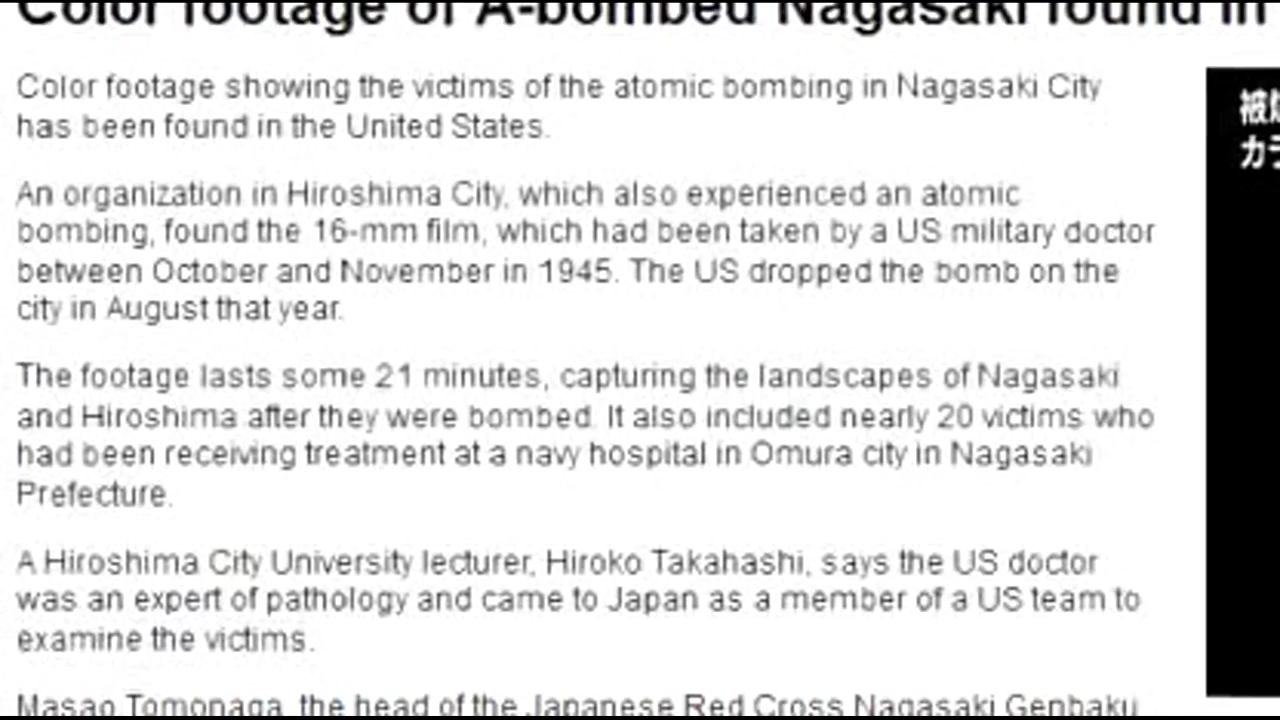 Color footage of A-bombed Nagasaki found in
Color footage showing the victims of the atomic bombing in Nagasaki City
has been found in the United States.
An organization in Hiroshima City, which also experienced an atomic
bombing, found the 16-mm film, which had been taken by a US military doctor
between October and November in 1945. The US dropped the bomb on the
city in August that year.
The footage lasts some 21 minutes, capturing the landscapes of Nagasaki
and Hiroshima after they were bombed. It also included nearly 20 victims who
had been receiving treatment at a navy hospital in Omura city in Nagasaki
Prefecture.
A Hiroshima City University lecturer, Hiroko Takahashi, says the US doctor
was an expert of pathology and came to Japan as a member of a US team to
examine the victims.
Masao Tomonaga, the head of the Japanese Red Cross Nagasaki Genbaku
被
カラ